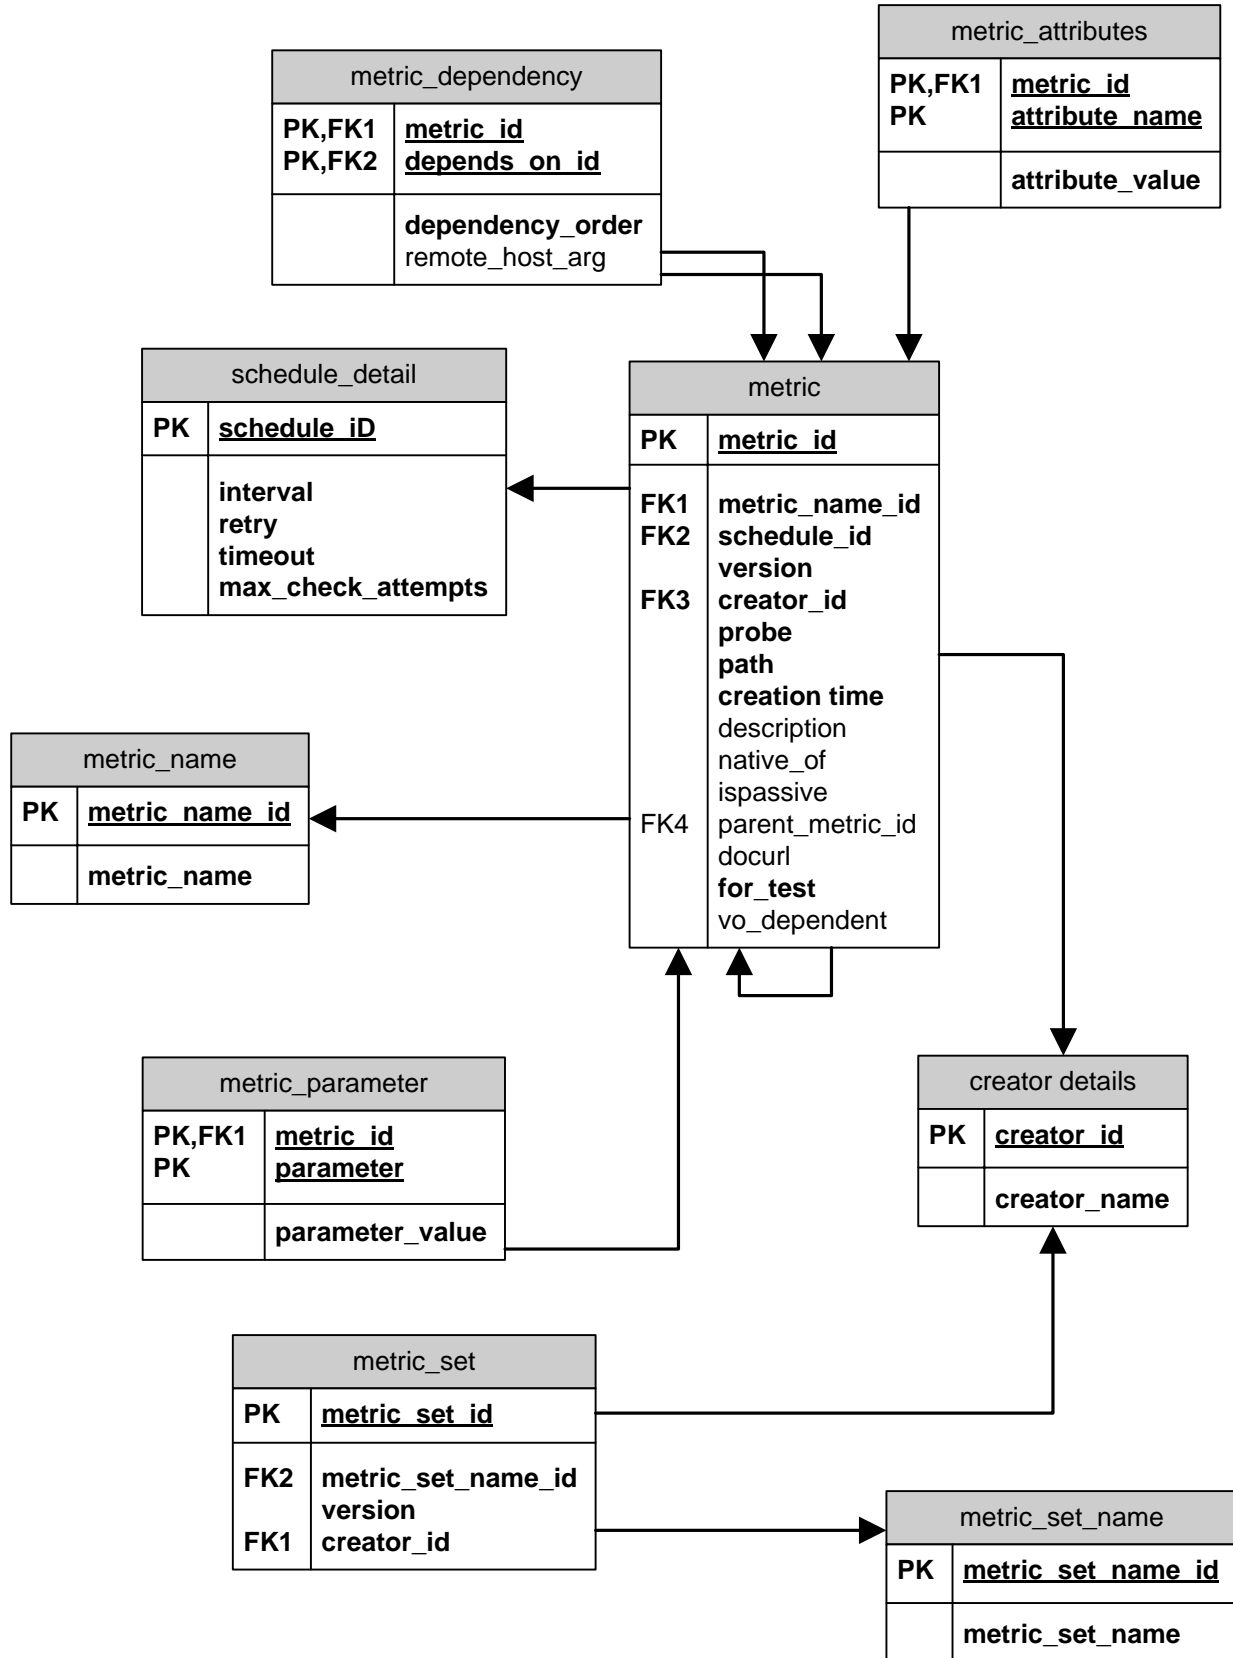 metric_attributes
PK,FK1 metric_id
PK attribute_name
attribute_value
metric_dependency
PK,FK1 metric_id
PK,FK2 depends_on_id
dependency_order
remote_host_arg
schedule_detail
PK schedule_iD
interval
retry
timeout
max_check_attempts
metric
PK metric_id
FK1 metric_name_id
FK2 schedule_id
version
FK3 creator_id
probe
path
creation time
description
native_of
ispassive
FK4 parent_metric_id
docurl
for_test
vo_dependent
metric_name
PK metric_name_id
metric_name
metric_parameter
PK,FK1 metric_id
PK parameter
parameter_value
creator details
PK creator_id
creator_name
metric_set
PK metric_set_id
FK2 metric_set_name_id
version
FK1 creator_id
metric_set_name
PK metric_set_name_id
metric_set_name